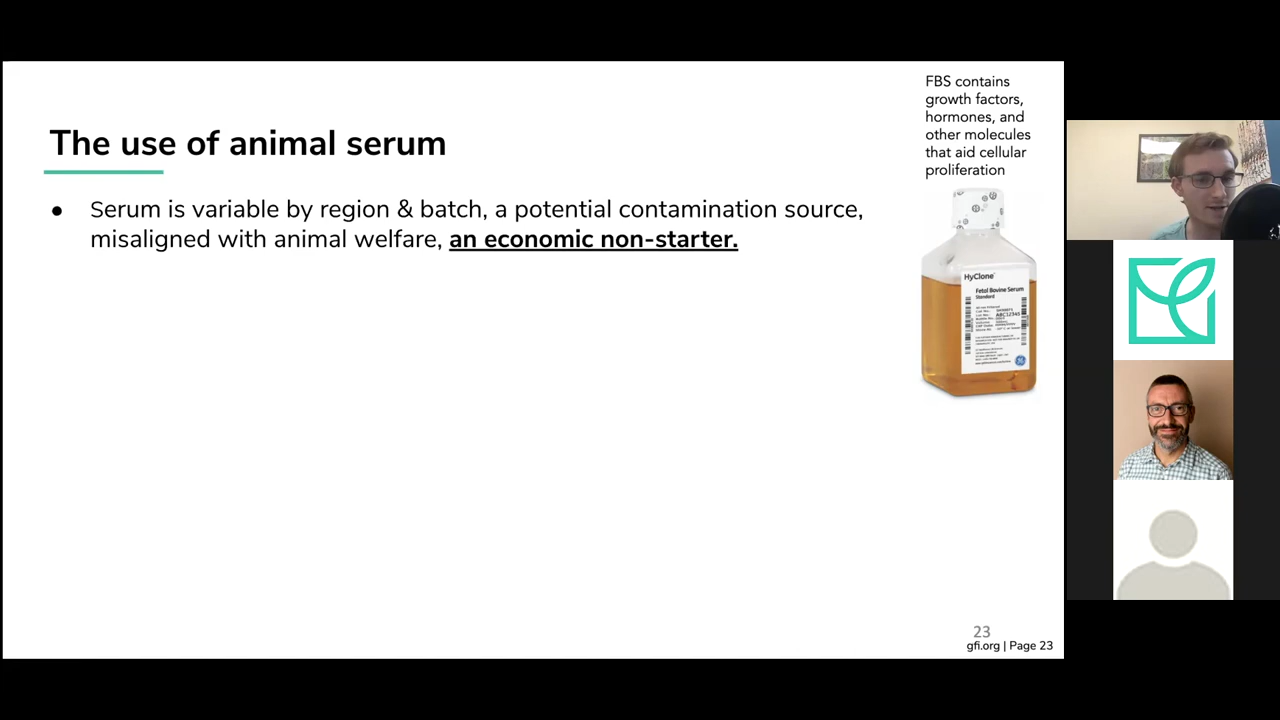 The use of animal serum
● Serum is variable by region & batch, a potential contamination source,
misaligned with animal welfare, an economic non-starter.
FBS contains
growth factors,
hormones, and
other molecules
that aid cellular
proliferation
HyClone
Fetal Bovine Serum
Standard
ABC12345
23
gfi.org | Page 23